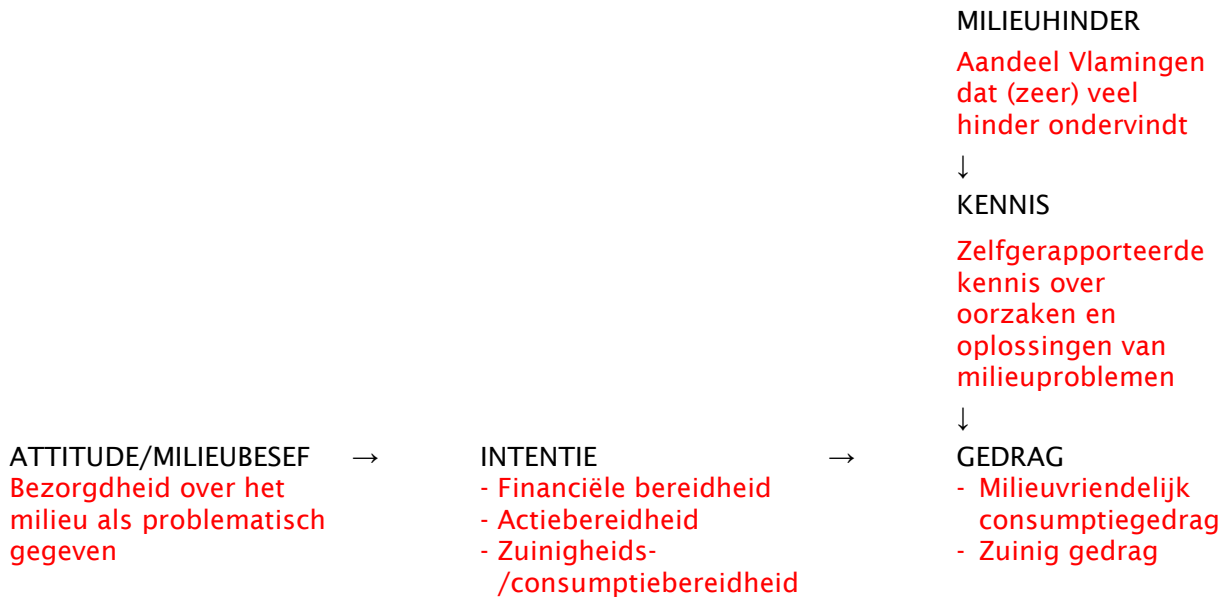 MILIEUHINDER
Aandeel Vlamingen
dat (zeer) veel
hinder ondervindt
↓
KENNIS
Zelfgerapporteerde
kennis over
oorzaken en
oplossingen van
milieuproblemen
↓
ATTITUDE/MILIEUBESEF → INTENTIE → GEDRAG
Bezorgdheid over het
milieu als problematisch
gegeven
- Financiële bereidheid
- Actiebereidheid
- Zuinigheids-
/consumptiebereidheid
- Milieuvriendelijk
consumptiegedrag
- Zuinig gedrag